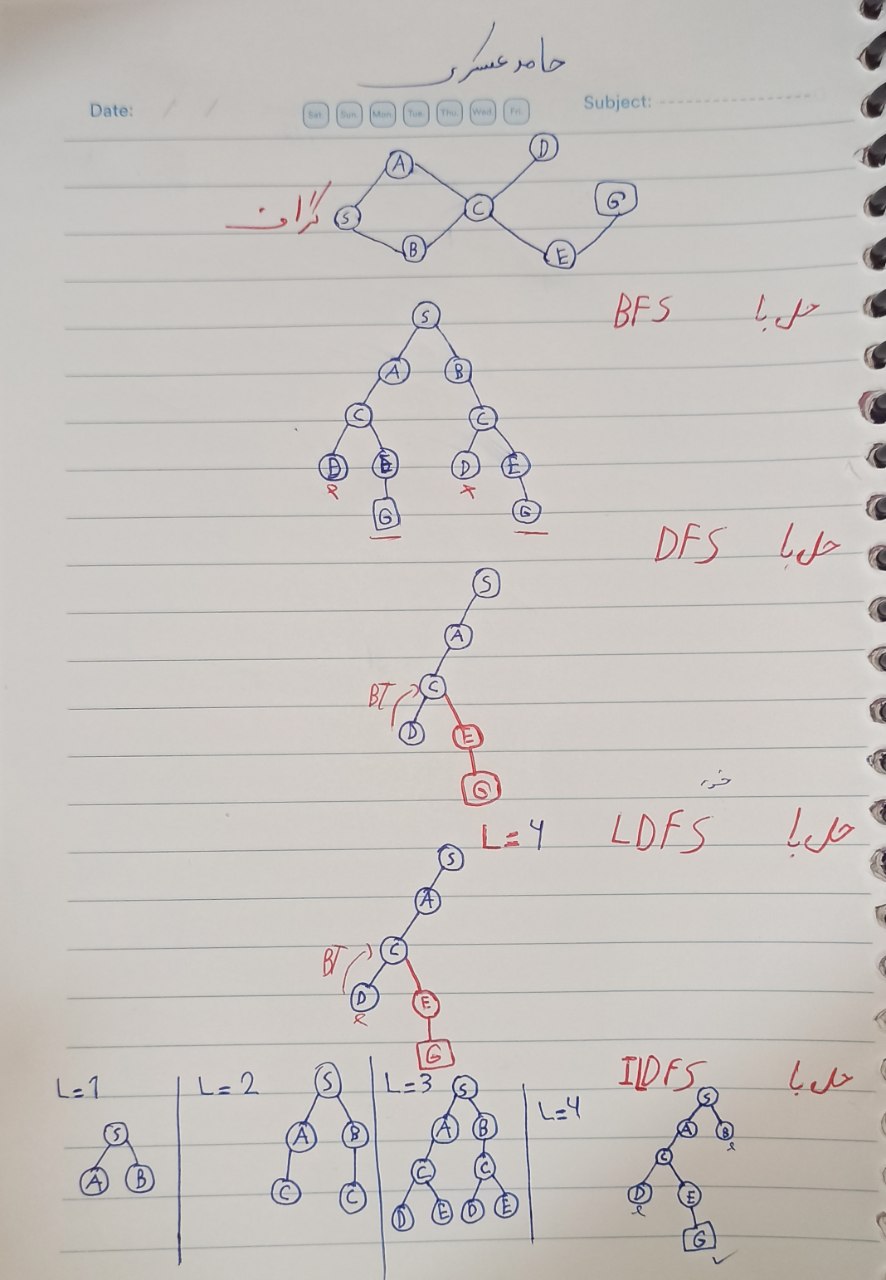 حامد عسکری
Date: / / Sat. Sun. Mon. Tue. Thu. Wed. Fri. Subject:
گراف
S A B C D E G
حل با BFS
S
A B
C C
D E D E
G G
حل با DFS
S
A
BT C
D E
G
حل با LDFS L=4
S
A
BT C
D E
G
حل با ILDFS
L=1
S
A B
L=2
S
A B
C C
L=3
S
A B
C C
D E D E
L=4
S
A B
C
D E
G